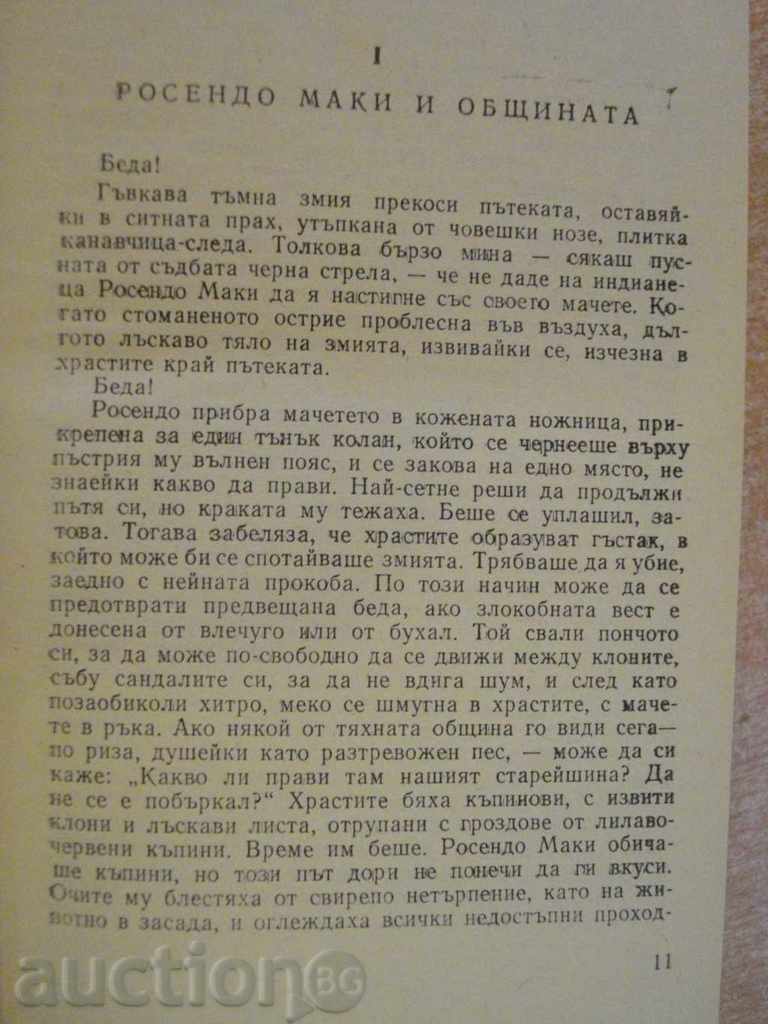 I
РОСЕНДО МАКИ И ОБЩИНАТА
Беда!
Гъвкава тъмна змия прекоси пътеката, оставяй-
ки в ситната прах, утъпкана от човешки нозе, плитка
канавчица-следа. Толкова бързо мина — сякаш пус-
ната от съдбата черна стрела, — че не даде на индиане-
ца Росендо Маки да я настигне със своето мачете. Ко-
гато стоманеното острие проблесна във въздуха, дъл-
гото лъскаво тяло на змията, извивайки се, изчезна в
храстите край пътеката.
Беда!
Росендо прибра мачетето в кожената ножница, при-
крепена за един тънък колан, който се чернееше върху
пъстрия му вълнен пояс, и се закова на едно място, не
знаейки какво да прави. Най-сетне реши да продължи
пътя си, но краката му тежаха. Беше се уплашил, за-
това. Тогава забеляза, че храстите образуват гъстак, в
който може би се спотайваше змията. Трябваше да я убие,
заедно с нейната прокоба. По този начин може да се
предотврати предвещана беда, ако злокобната вест е
донесена от влечуго или от бухал. Той свали пончото
си, за да може по-свободно да се движи между клоните,
събу сандалите си, за да не вдига шум, и след като
позаобиколи хитро, меко се шмугна в храстите, с маче-
те в ръка. Ако някой от тяхната община го види сега—
по риза, душейки като разтревожен пес, — може да си
каже: „Какво ли прави там нашият старейшина? Да
не се е побъркал?“ Храстите бяха къпинови, с извити
клони и лъскави листа, отрупани с гроздове от лилаво-
червени къпини. Време им беше. Росендо Маки обича-
ше къпини, но този път дори не понечи да ги вкуси.
Очите му блестяха от свирепо нетърпение, като на жи-
вотно в засада, и оглеждаха всички недостъпни проход-
11
auction BG